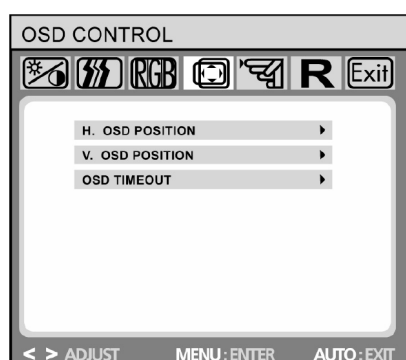 OSD CONTROL
RGB R Exit
H. OSD POSITION
V. OSD POSITION
OSD TIMEOUT
< > ADJUST MENU : ENTER AUTO : EXIT